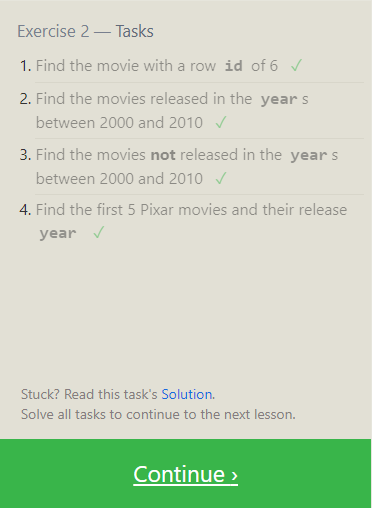 Exercise 2 — Tasks
1. Find the movie with a row id of 6 ✓
2. Find the movies released in the year s
between 2000 and 2010 ✓
3. Find the movies not released in the year s
between 2000 and 2010 ✓
4. Find the first 5 Pixar movies and their release
year ✓
Stuck? Read this task's Solution.
Solve all tasks to continue to the next lesson.
Continue ›